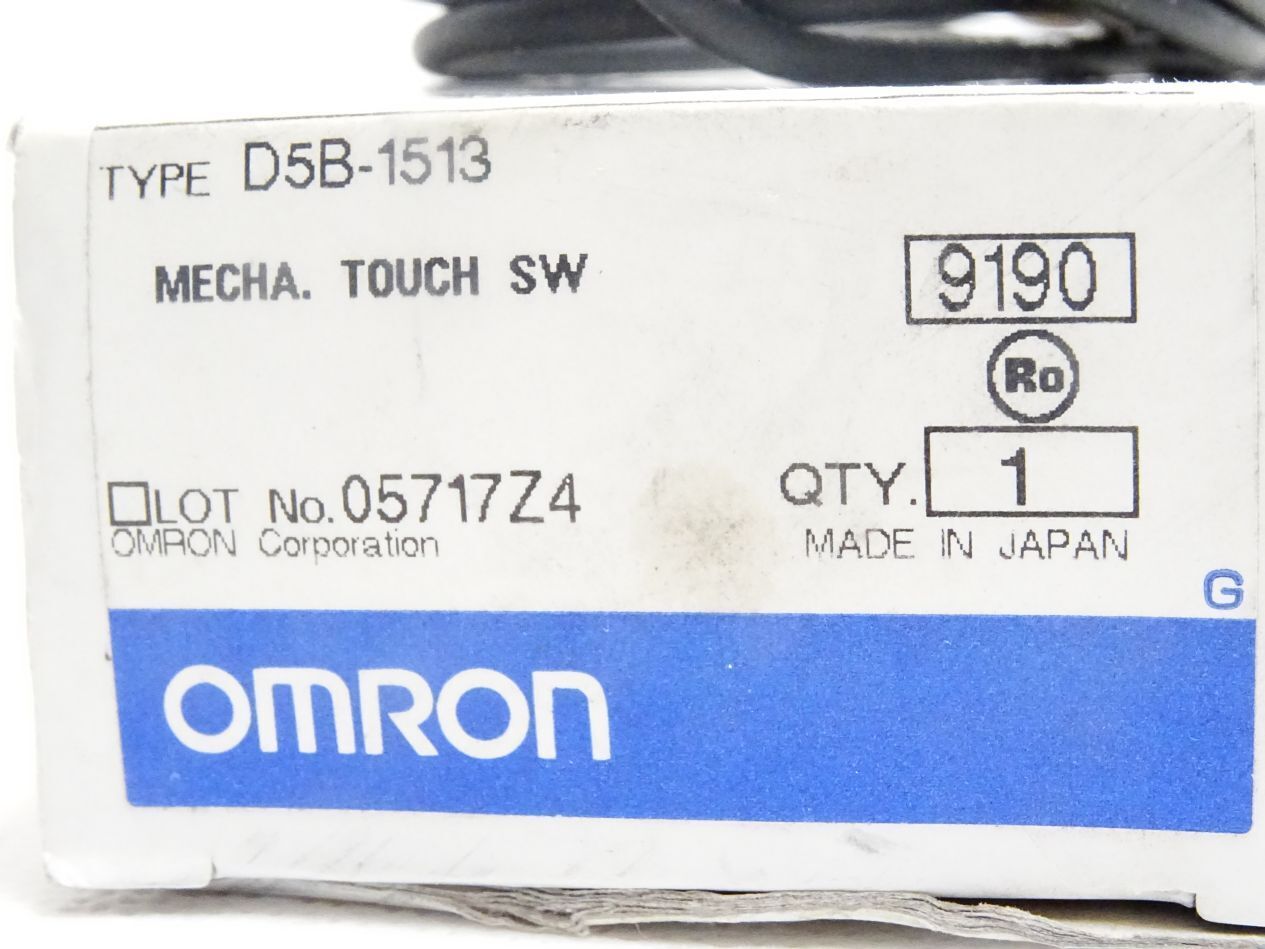 TYPE D5B-1513
MECHA. TOUCH SW
9190
Ro
LOT No. 05717Z4
QTY. 1
OMRON Corporation
MADE IN JAPAN
G
OMRON